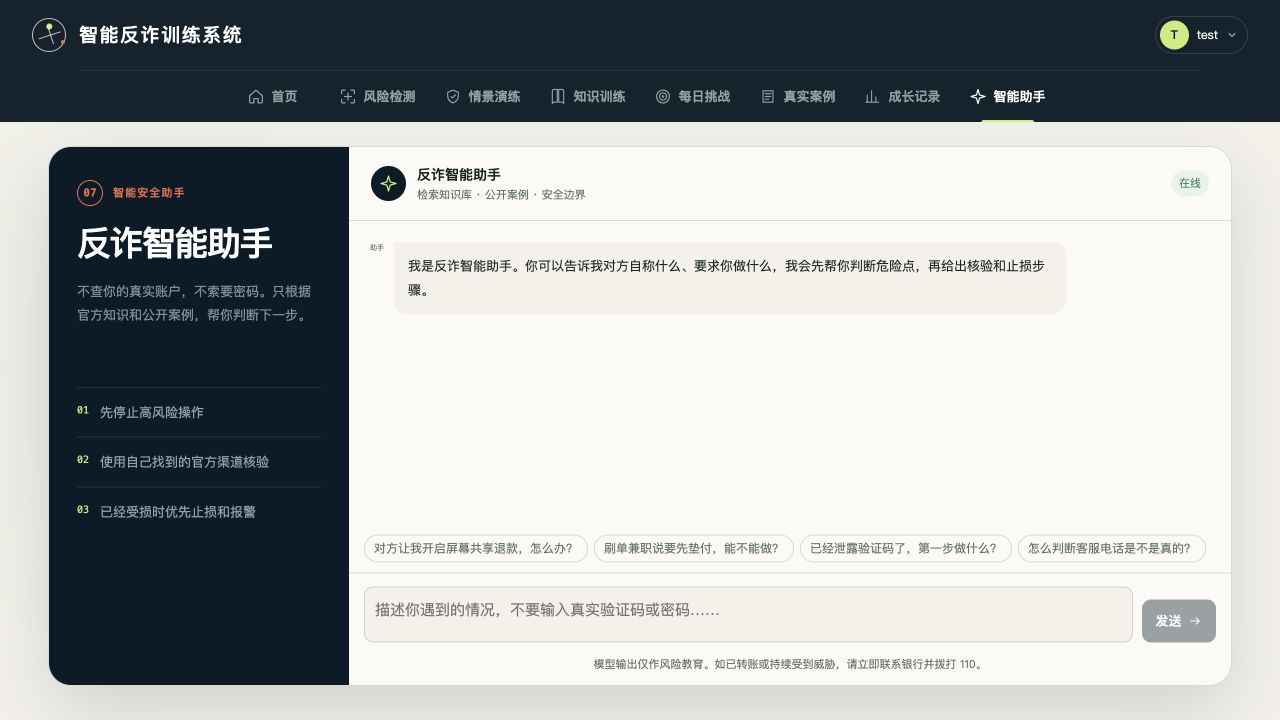 智能反诈训练系统
T test
首页 风险检测 情景演练 知识训练 每日挑战 真实案例 成长记录 智能助手
07 智能安全助手
反诈智能助手
不查你的真实账户，不索要密码。只根据
官方知识和公开案例，帮你判断下一步。
01 先停止高风险操作
02 使用自己找到的官方渠道核验
03 已经受损时优先止损和报警
反诈智能助手
检索知识库 · 公开案例 · 安全边界
在线
助手
我是反诈智能助手。你可以告诉我对方自称什么、要求你做什么，我会先帮你判断危险点，再给出核验和止损步
骤。
对方让我开启屏幕共享退款，怎么办？ 刷单兼职说要先垫付，能不能做？ 已经泄露验证码了，第一步做什么？ 怎么判断客服电话是不是真的？
描述你遇到的情况，不要输入真实验证码或密码……
发送 →
模型输出仅作风险教育。如已转账或持续受到威胁，请立即联系银行并拨打 110。